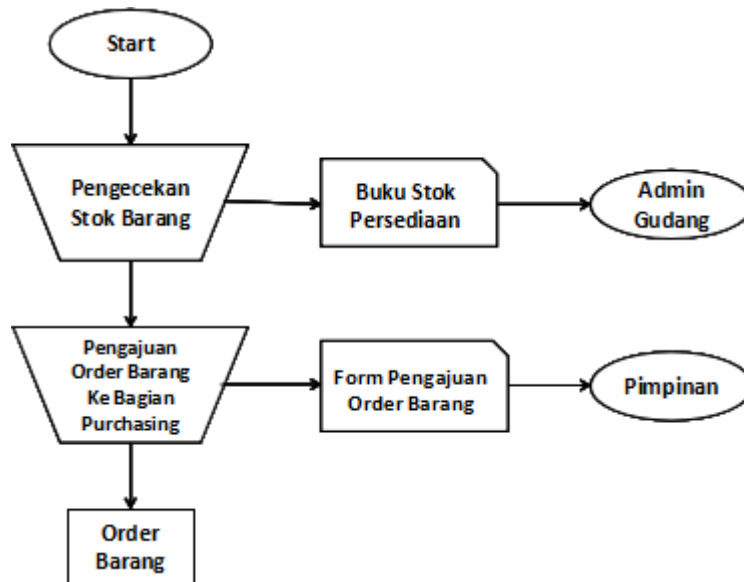 Start
Pengecekan
Stok Barang
Buku Stok
Persediaan
Admin
Gudang
Pengajuan
Order Barang
Ke Bagian
Purchasing
Form Pengajuan
Order Barang
Pimpinan
Order
Barang